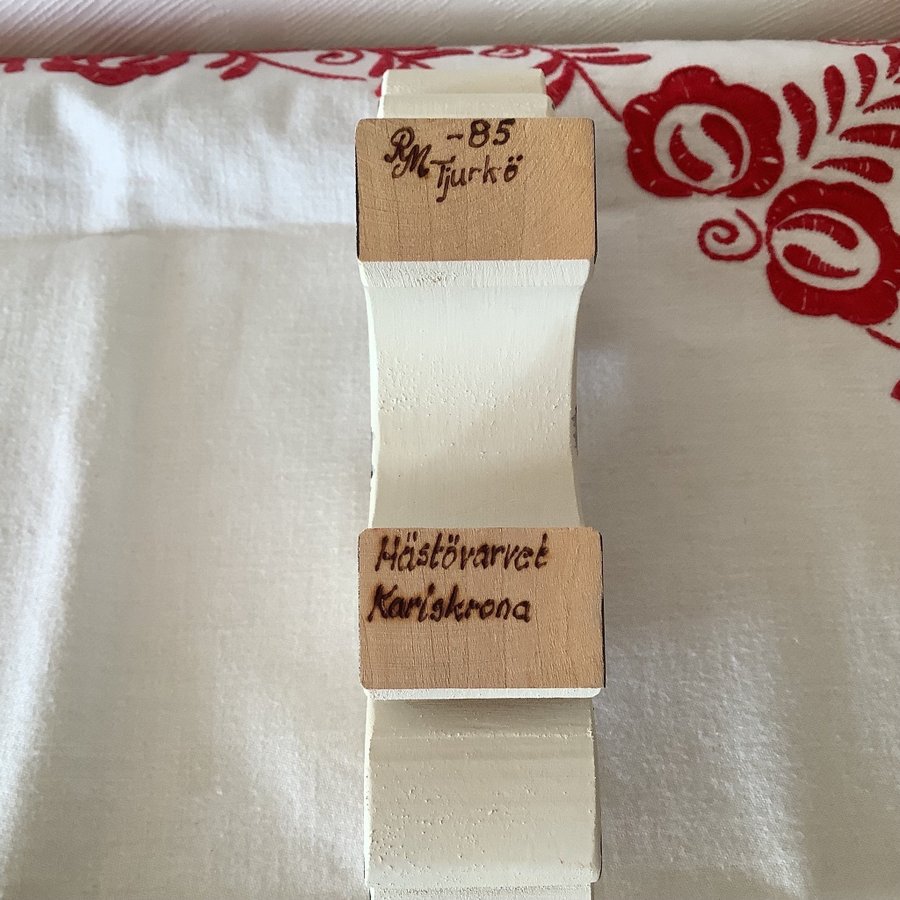 RM -85
Tjurkö
Hästövarvet
Karlskrona